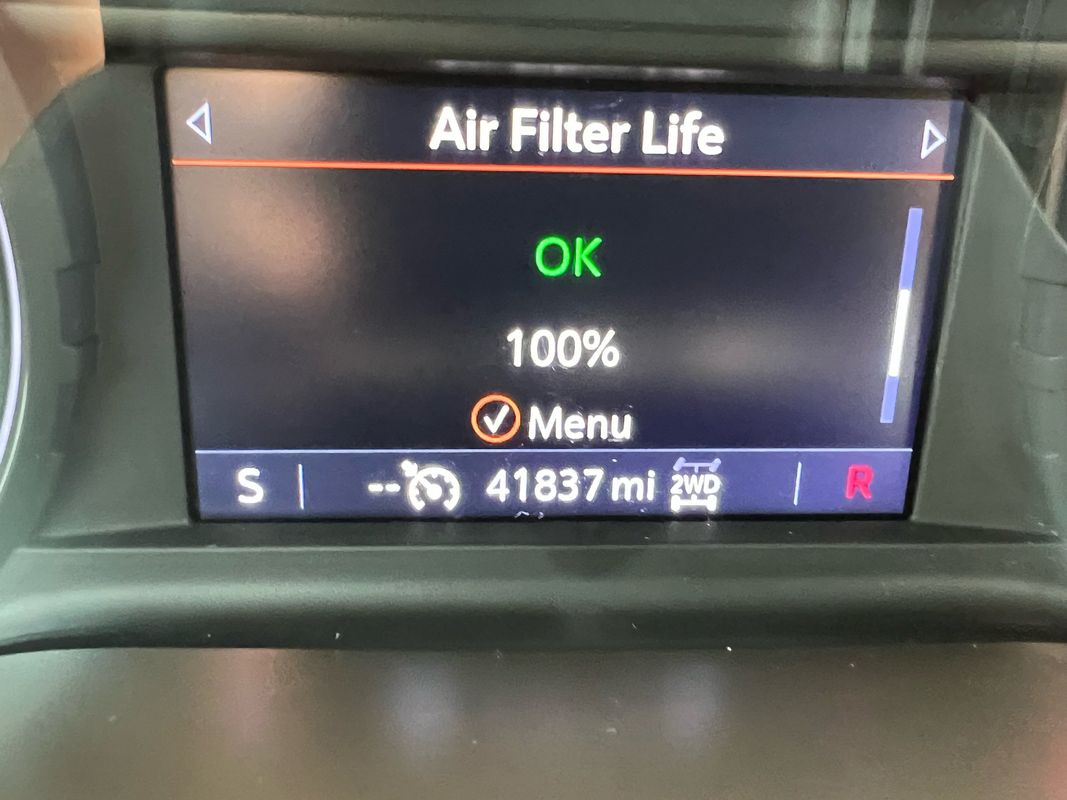 Air Filter Life
OK
100%
Menu
S -- 41837 mi 2WD R